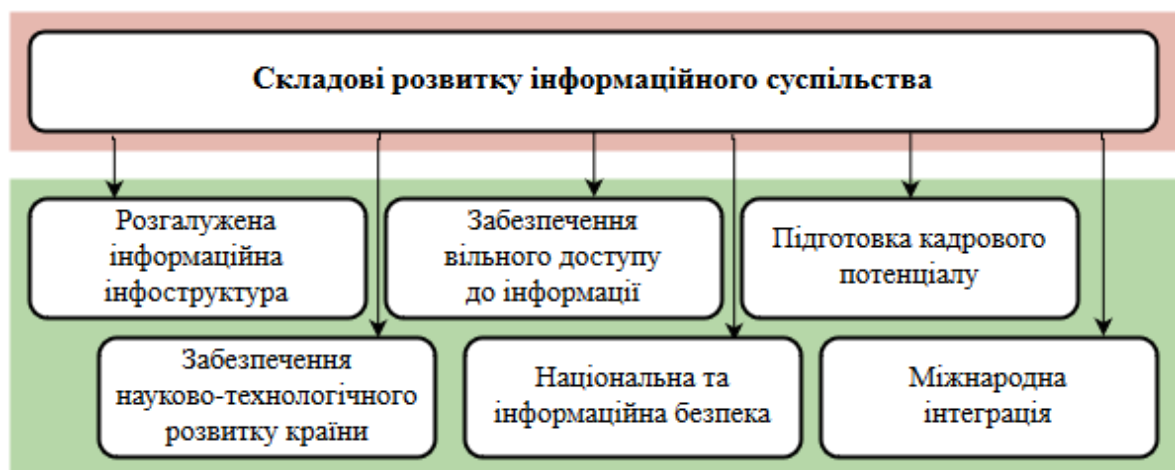 Складові розвитку інформаційного суспільства
Розгалужена
інформаційна
інфоструктура
Забезпечення
вільного доступу
до інформації
Підготовка кадрового
потенціалу
Забезпечення
науково-технологічного
розвитку країни
Національна та
інформаційна безпека
Міжнародна
інтеграція